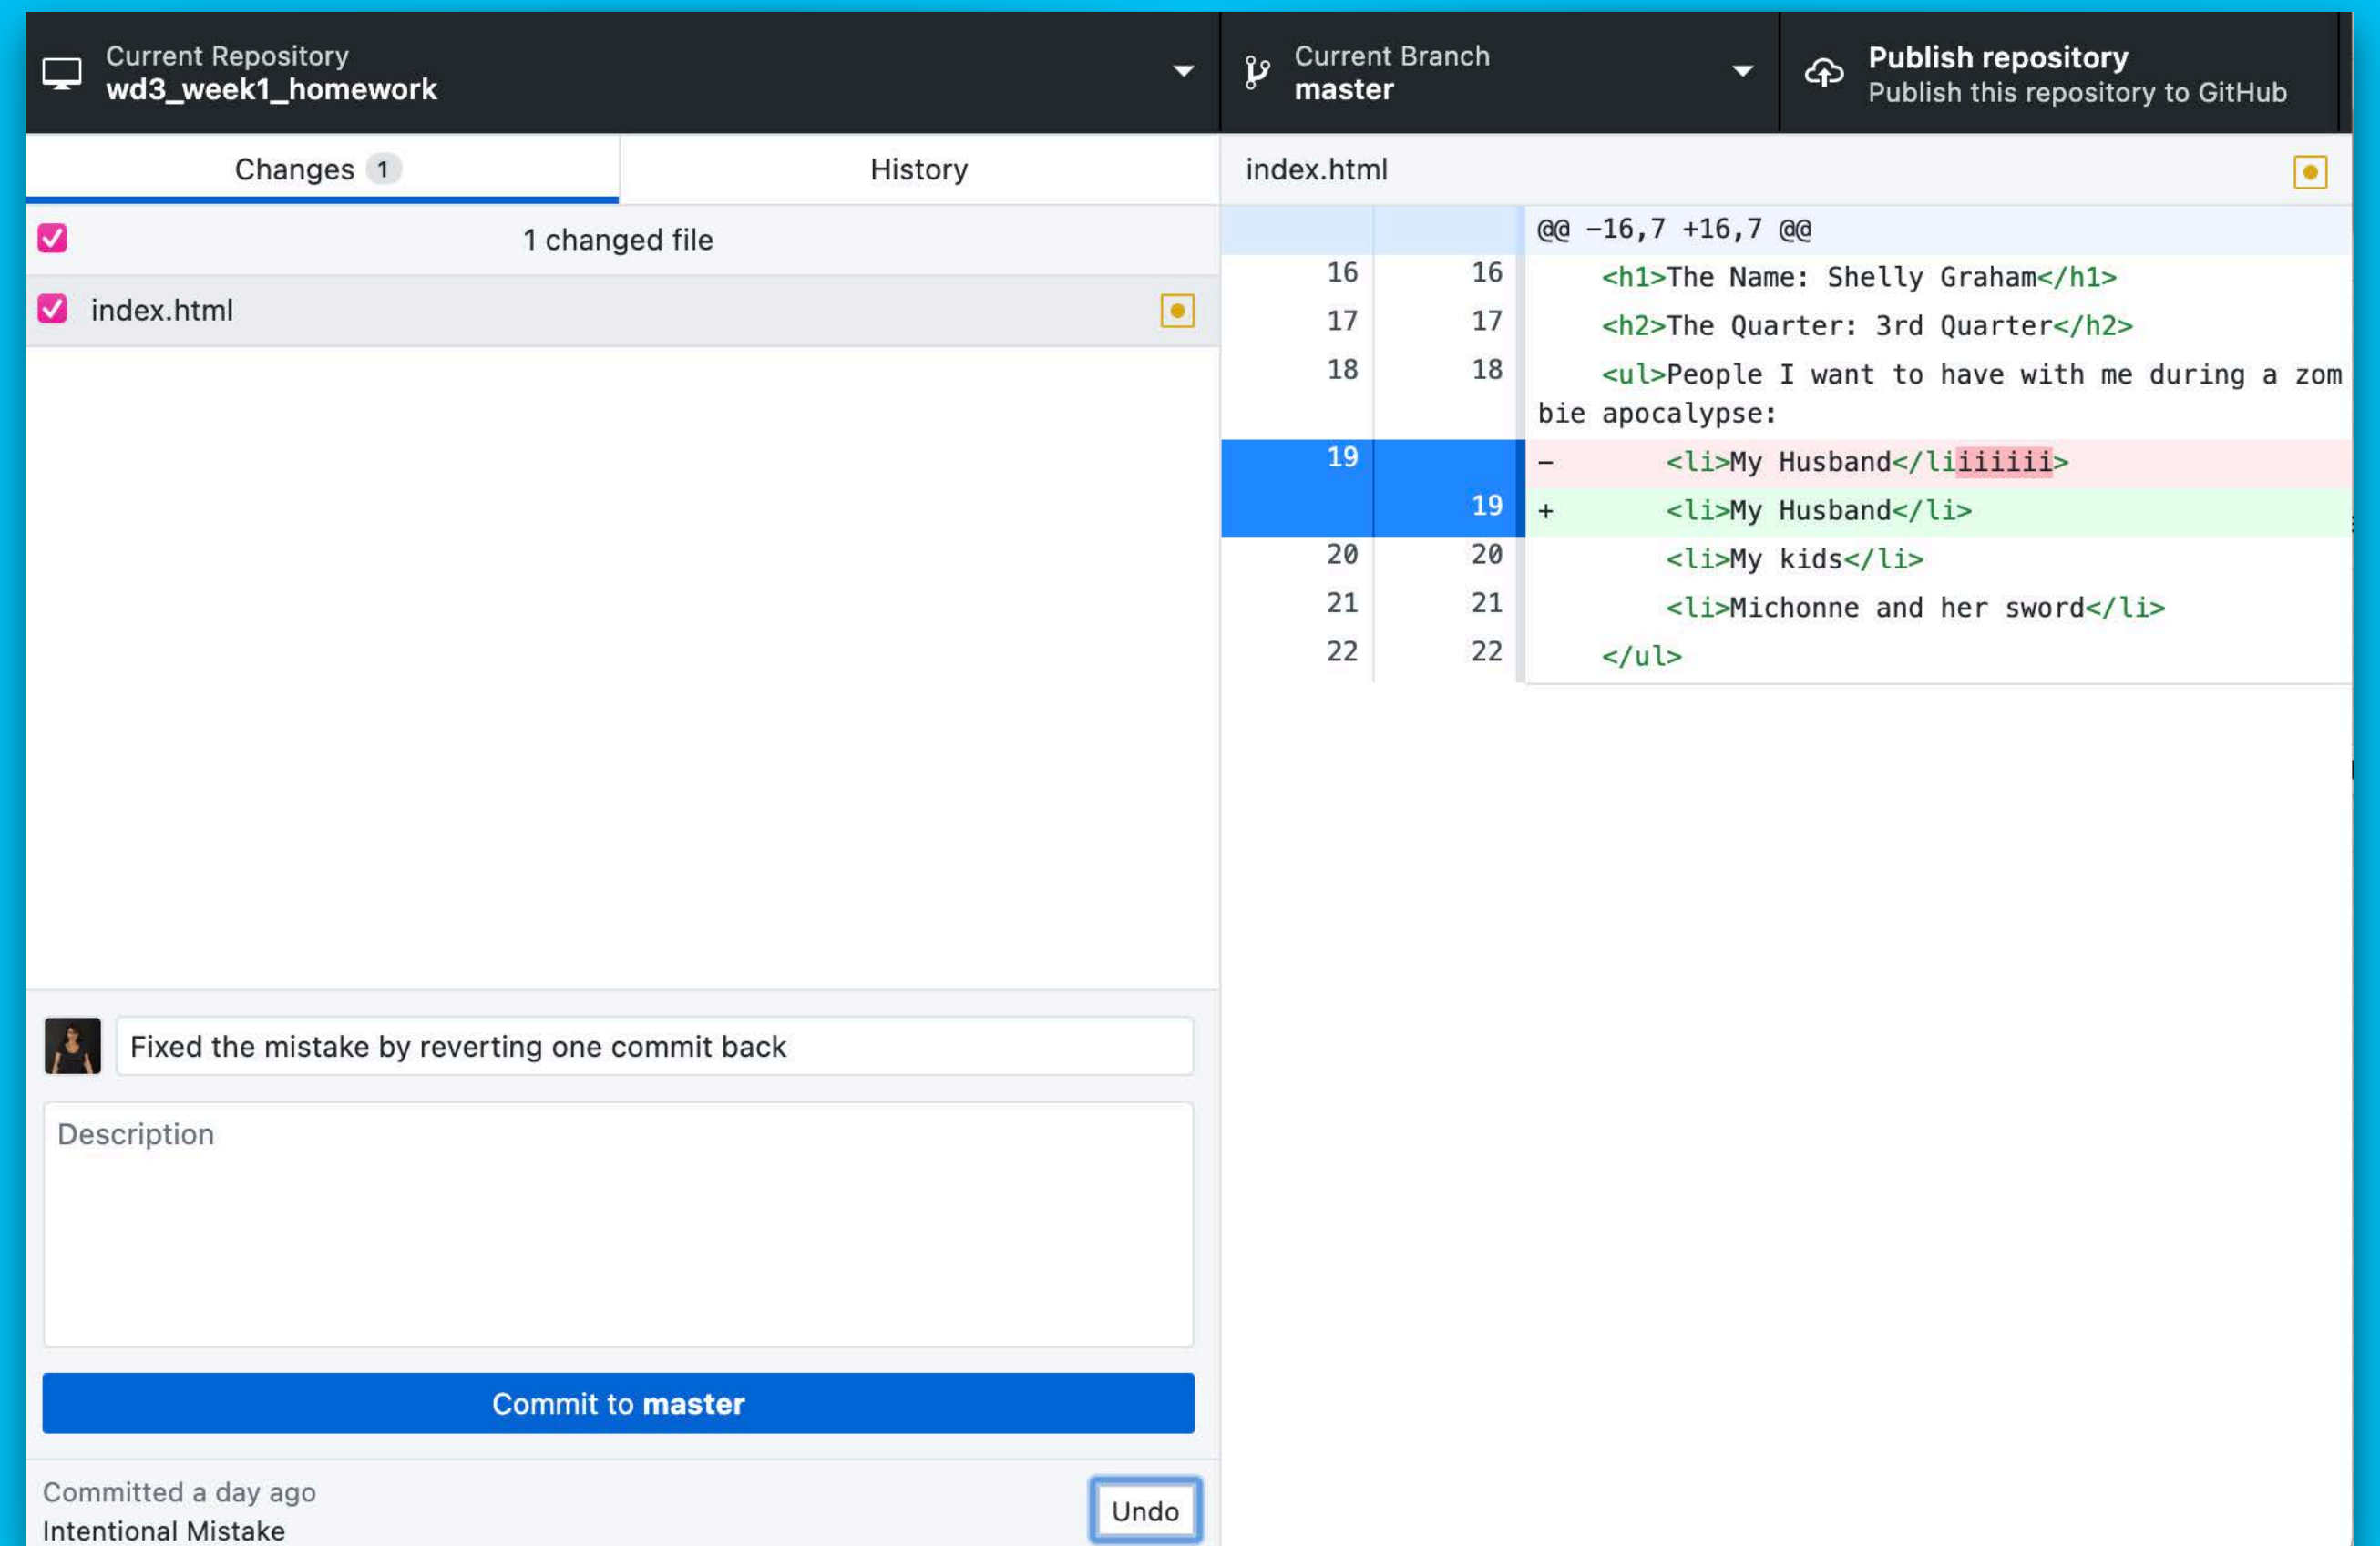 Current Repository
wd3_week1_homework
Current Branch
master
Publish repository
Publish this repository to GitHub
Changes 1
History
1 changed file
index.html
Fixed the mistake by reverting one commit back
Description
Commit to master
Committed a day ago
Intentional Mistake
Undo
index.html
@@ -16,7 +16,7 @@
16 16 <h1>The Name: Shelly Graham</h1>
17 17 <h2>The Quarter: 3rd Quarter</h2>
18 18 <ul>People I want to have with me during a zom
bie apocalypse:
19 - <li>My Husband</liiiiiii>
19 + <li>My Husband</li>
20 20 <li>My kids</li>
21 21 <li>Michonne and her sword</li>
22 22 </ul>